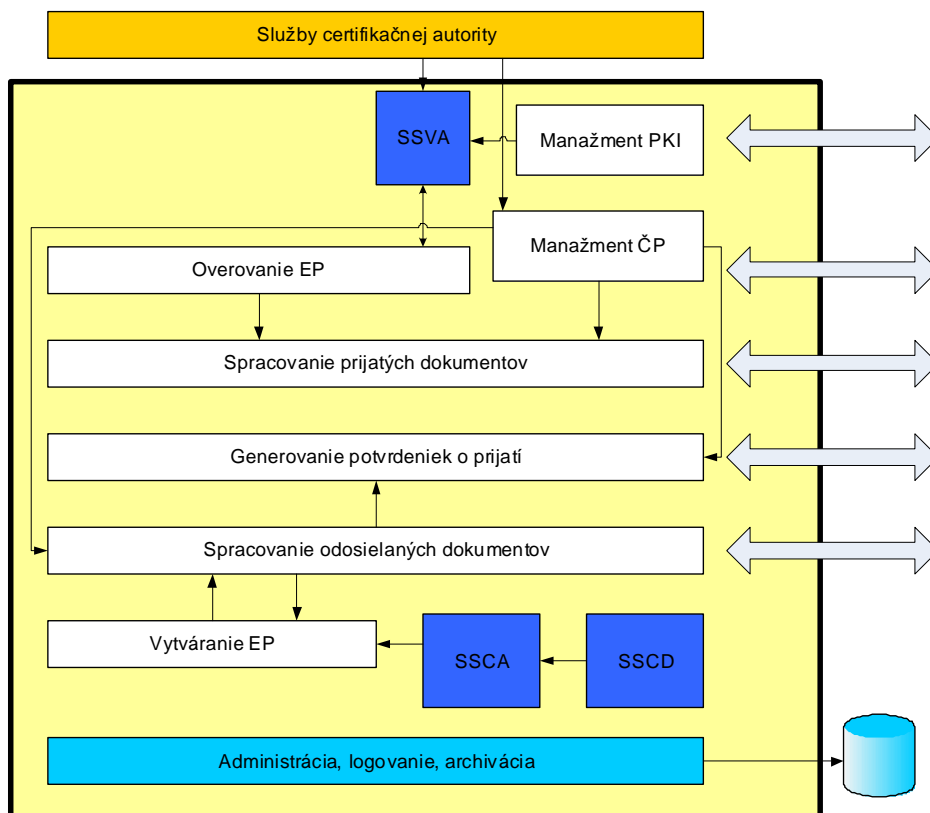 Služby certifikačnej autority
SSVA
Manažment PKI
Manažment ČP
Overovanie EP
Spracovanie prijatých dokumentov
Generovanie potvrdeniek o prijatí
Spracovanie odosielaných dokumentov
Vytváranie EP
SSCA
SSCD
Administrácia, logovanie, archivácia